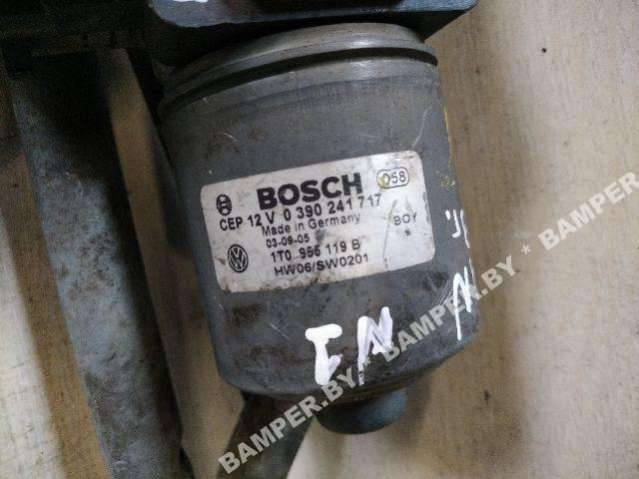 BOSCH 058
CEP 12 V 0 390 241 717
Made in Germany
03-09-05 BOY
1T0 955 119 B
HW06/SW0201
BAMPER.BY * BAMPER.BY * BAMPER.BY